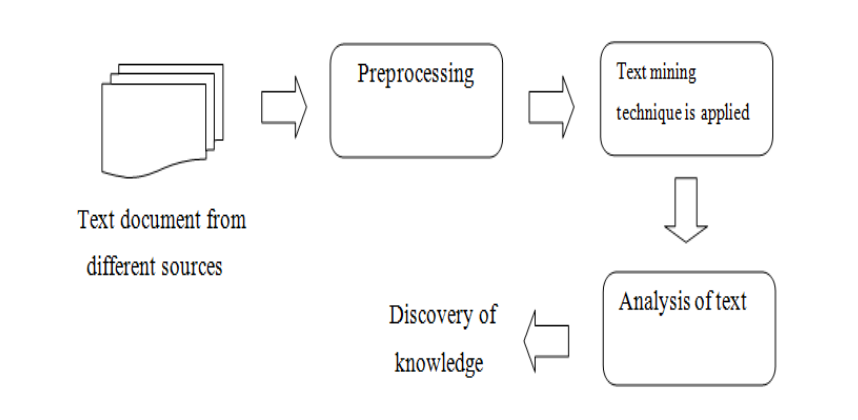 Text document from
different sources
Preprocessing
Text mining
technique is applied
Analysis of text
Discovery of
knowledge